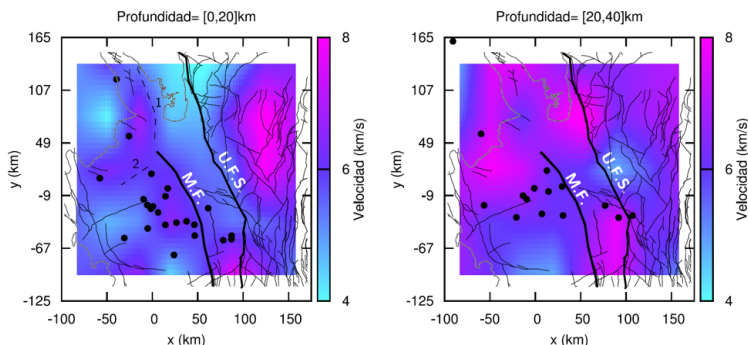 Profundidad= [0,20]km
165
107
49
-9
-67
-125
y (km)
-100
-50
0
50
100
150
x (km)
1
2
M.F.
U.F.S.
8
6
4
Velocidad (km/s)
Profundidad= [20,40]km
165
107
49
-9
-67
-125
y (km)
-100
-50
0
50
100
150
x (km)
M.F.
U.F.S.
8
6
4
Velocidad (km/s)